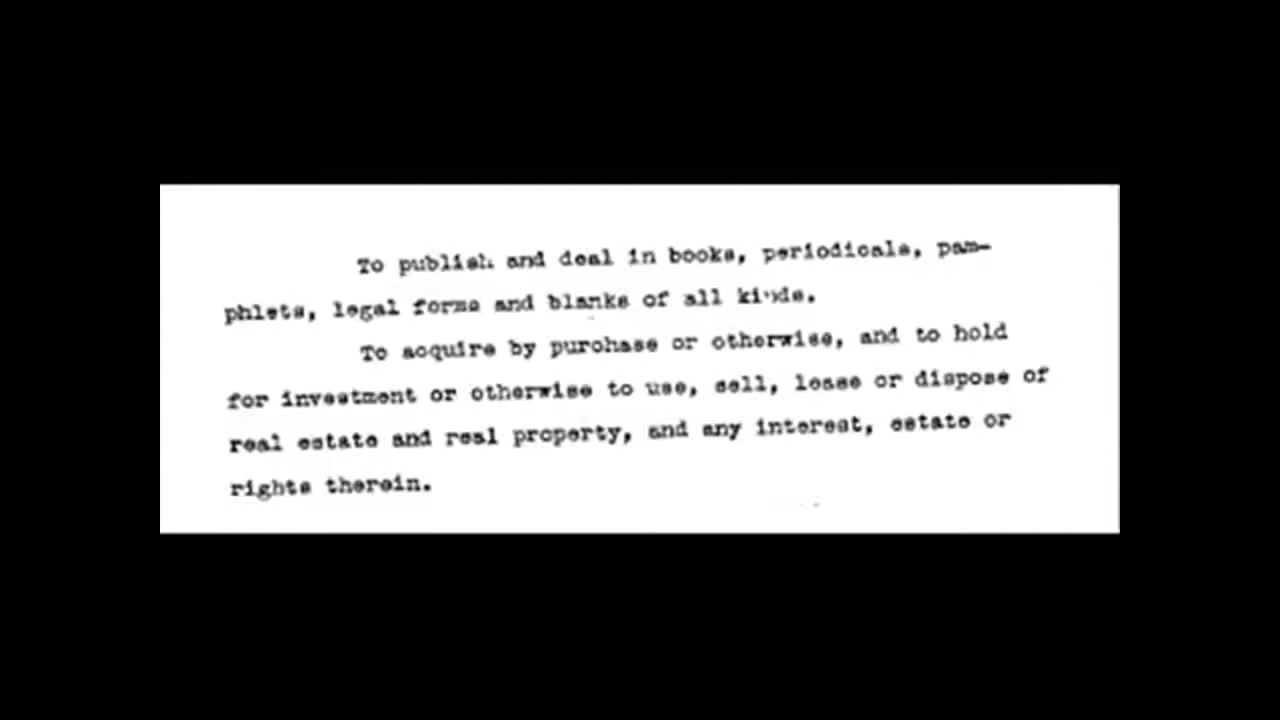 To publish and deal in books, periodicals, pam-
phlets, legal forms and blanks of all kinds.
To acquire by purchase or otherwise, and to hold
for investment or otherwise to use, sell, lease or dispose of
real estate and real property, and any interest, estate or
rights therein.